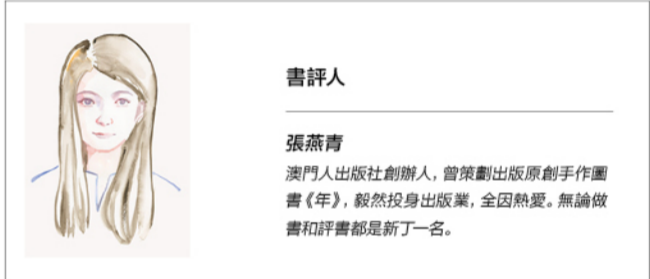 書評人
張燕青
澳門人出版社創辦人，曾策劃出版原創手作圖
書《年》，毅然投身出版業，全因熱愛。無論做
書和評書都是新丁一名。